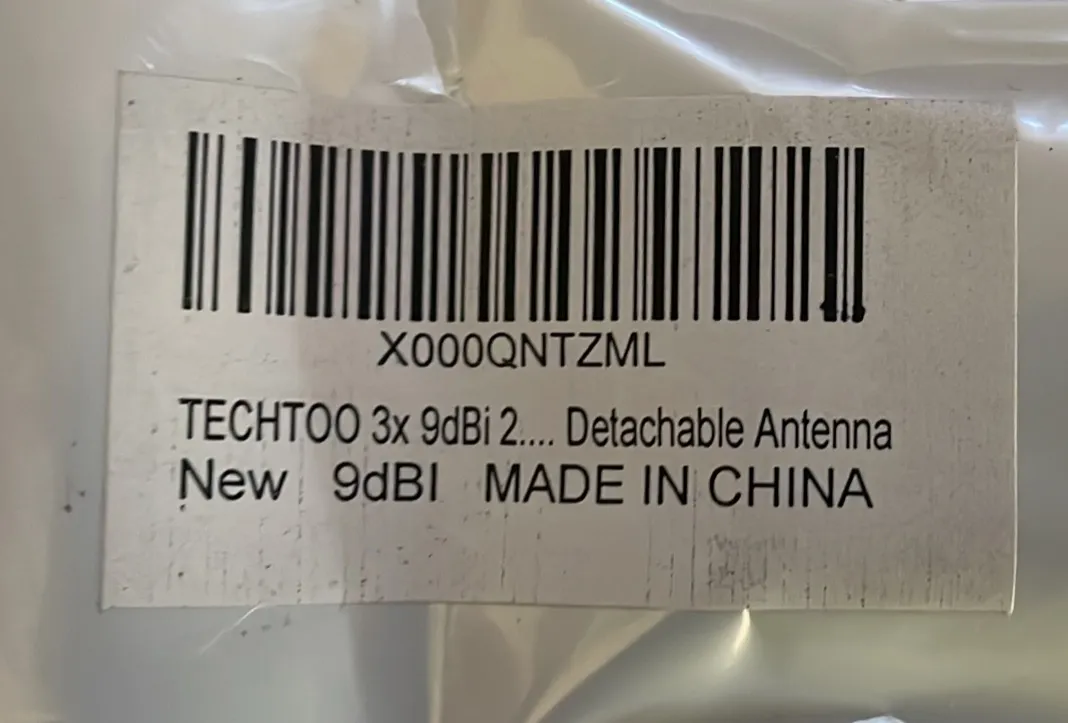 X000QNTZML
TECHTOO 3x 9dBi 2.... Detachable Antenna
New 9dBI MADE IN CHINA